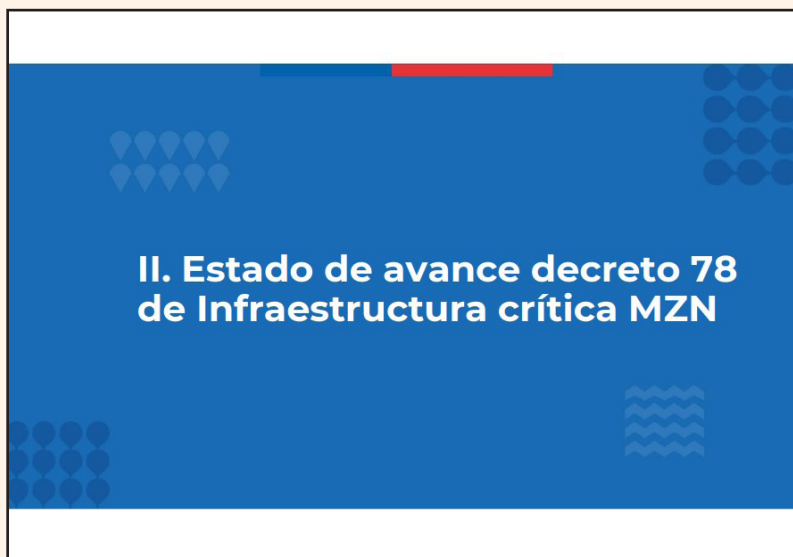 II. Estado de avance decreto 78
de Infraestructura crítica MZN